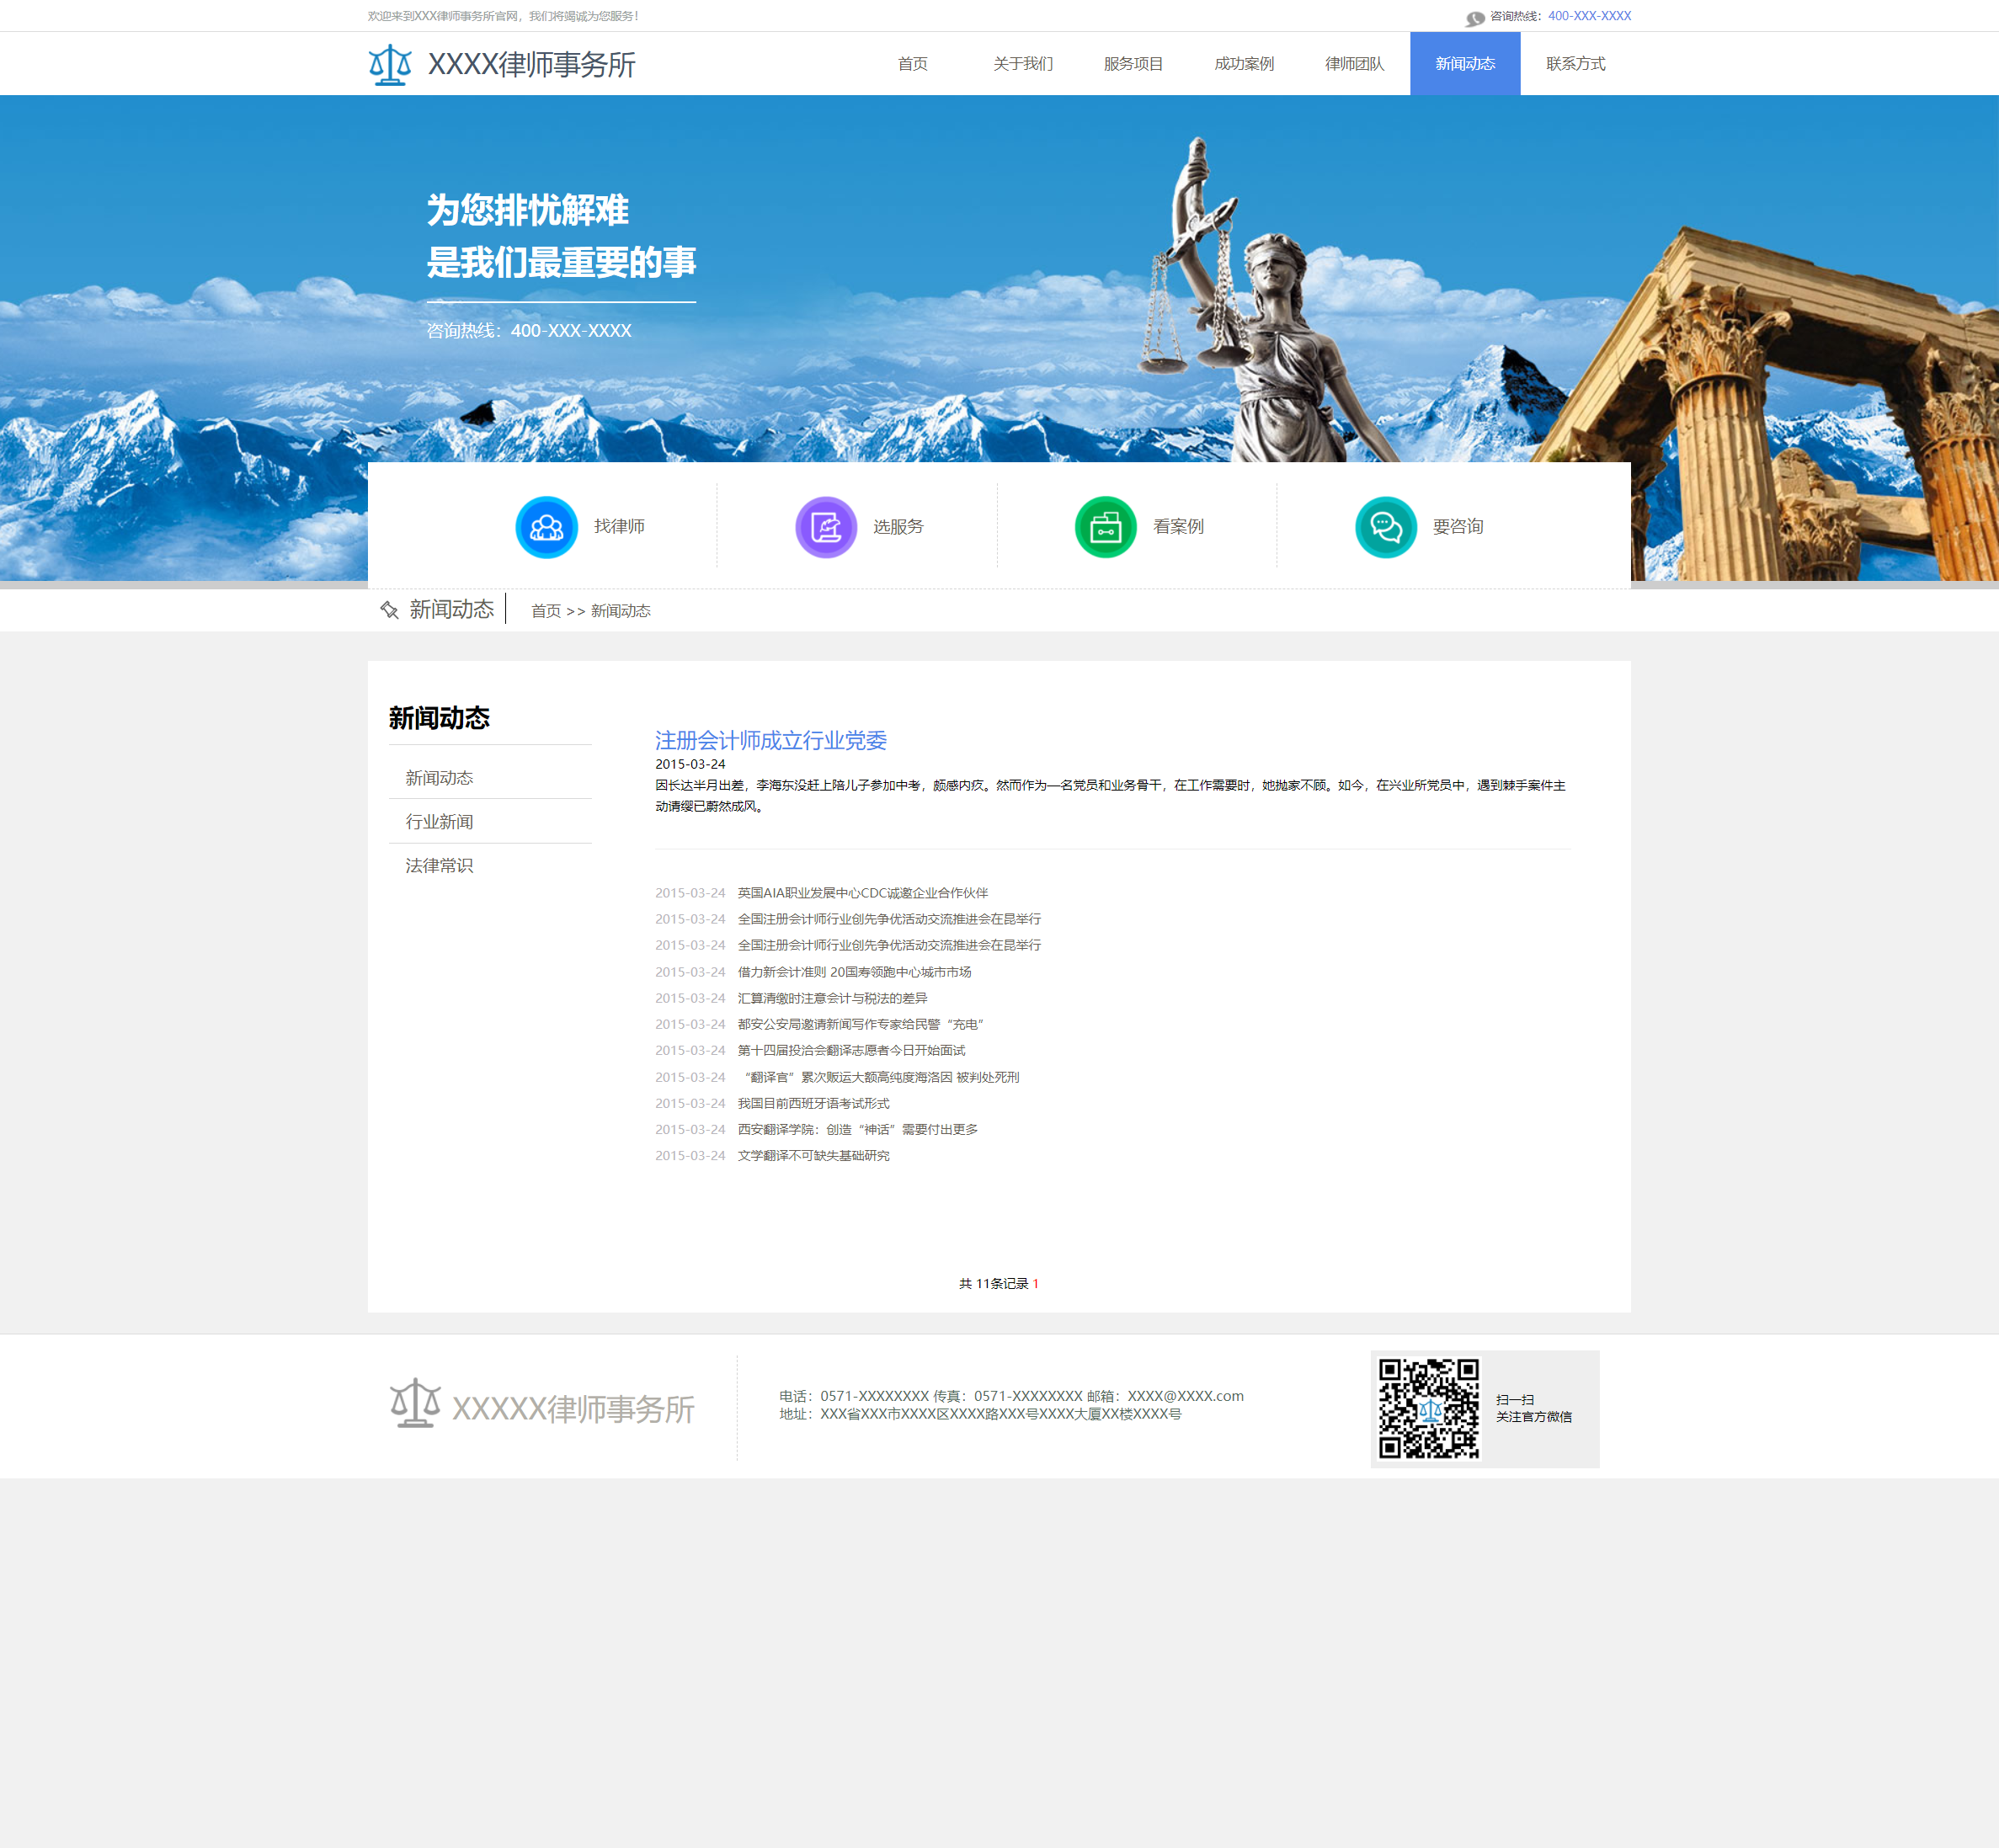 欢迎来到XXX律师事务所官网，我们将竭诚为您服务！
咨询热线：400-XXX-XXXX
XXXX律师事务所
首页
关于我们
服务项目
成功案例
律师团队
新闻动态
联系方式
为您排忧解难
是我们最重要的事
咨询热线：400-XXX-XXXX
找律师
选服务
看案例
要咨询
新闻动态
首页 >> 新闻动态
新闻动态
新闻动态
行业新闻
法律常识
注册会计师成立行业党委
2015-03-24
因长达半月出差，李海东没赶上陪儿子参加中考，颇感内疚。然而作为一名党员和业务骨干，在工作需要时，她抛家不顾。如今，在兴业所党员中，遇到棘手案件主
动请缨已蔚然成风。
2015-03-24 英国AIA职业发展中心CDC诚邀企业合作伙伴
2015-03-24 全国注册会计师行业创先争优活动交流推进会在昆举行
2015-03-24 全国注册会计师行业创先争优活动交流推进会在昆举行
2015-03-24 借力新会计准则 20国寿领跑中心城市市场
2015-03-24 汇算清缴时注意会计与税法的差异
2015-03-24 都安公安局邀请新闻写作专家给民警“充电”
2015-03-24 第十四届投洽会翻译志愿者今日开始面试
2015-03-24 “翻译官”累次贩运大额高纯度海洛因 被判处死刑
2015-03-24 我国目前西班牙语考试形式
2015-03-24 西安翻译学院：创造“神话”需要付出更多
2015-03-24 文学翻译不可缺失基础研究
共 11条记录 1
XXXXX律师事务所
电话：0571-XXXXXXXX 传真：0571-XXXXXXXX 邮箱：XXXX@XXXX.com
地址：XXX省XXX市XXXX区XXXX路XXX号XXXX大厦XX楼XXXX号
扫一扫
关注官方微信